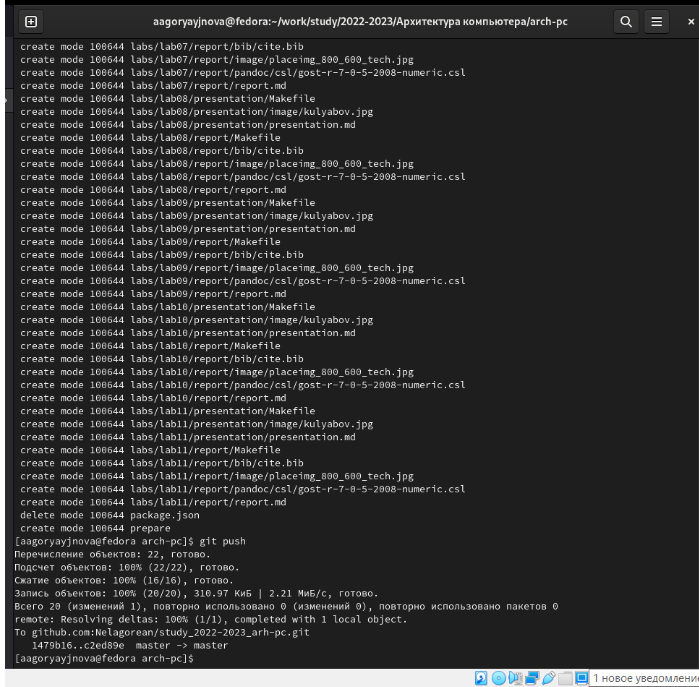 aagoryayjnova@fedora:~/work/study/2022-2023/Архитектура компьютера/arch-pc
create mode 100644 labs/lab07/report/bib/cite.bib
create mode 100644 labs/lab07/report/image/placeimg_800_600_tech.jpg
create mode 100644 labs/lab07/report/pandoc/csl/gost-r-7-0-5-2008-numeric.csl
create mode 100644 labs/lab07/report/report.md
create mode 100644 labs/lab08/presentation/Makefile
create mode 100644 labs/lab08/presentation/image/kulyabov.jpg
create mode 100644 labs/lab08/presentation/presentation.md
create mode 100644 labs/lab08/report/Makefile
create mode 100644 labs/lab08/report/bib/cite.bib
create mode 100644 labs/lab08/report/image/placeimg_800_600_tech.jpg
create mode 100644 labs/lab08/report/pandoc/csl/gost-r-7-0-5-2008-numeric.csl
create mode 100644 labs/lab08/report/report.md
create mode 100644 labs/lab09/presentation/Makefile
create mode 100644 labs/lab09/presentation/image/kulyabov.jpg
create mode 100644 labs/lab09/presentation/presentation.md
create mode 100644 labs/lab09/report/Makefile
create mode 100644 labs/lab09/report/bib/cite.bib
create mode 100644 labs/lab09/report/image/placeimg_800_600_tech.jpg
create mode 100644 labs/lab09/report/pandoc/csl/gost-r-7-0-5-2008-numeric.csl
create mode 100644 labs/lab09/report/report.md
create mode 100644 labs/lab10/presentation/Makefile
create mode 100644 labs/lab10/presentation/image/kulyabov.jpg
create mode 100644 labs/lab10/presentation/presentation.md
create mode 100644 labs/lab10/report/Makefile
create mode 100644 labs/lab10/report/bib/cite.bib
create mode 100644 labs/lab10/report/image/placeimg_800_600_tech.jpg
create mode 100644 labs/lab10/report/pandoc/csl/gost-r-7-0-5-2008-numeric.csl
create mode 100644 labs/lab10/report/report.md
create mode 100644 labs/lab11/presentation/Makefile
create mode 100644 labs/lab11/presentation/image/kulyabov.jpg
create mode 100644 labs/lab11/presentation/presentation.md
create mode 100644 labs/lab11/report/Makefile
create mode 100644 labs/lab11/report/bib/cite.bib
create mode 100644 labs/lab11/report/image/placeimg_800_600_tech.jpg
create mode 100644 labs/lab11/report/pandoc/csl/gost-r-7-0-5-2008-numeric.csl
create mode 100644 labs/lab11/report/report.md
delete mode 100644 package.json
create mode 100644 prepare
[aagoryayjnova@fedora arch-pc]$ git push
Перечисление объектов: 22, готово.
Подсчет объектов: 100% (22/22), готово.
Сжатие объектов: 100% (16/16), готово.
Запись объектов: 100% (20/20), 310.97 КиБ | 2.21 МиБ/с, готово.
Всего 20 (изменений 1), повторно использовано 0 (изменений 0), повторно использовано пакетов 0
remote: Resolving deltas: 100% (1/1), completed with 1 local object.
To github.com:Nelagorean/study_2022-2023_arh-pc.git
1479b16..c2ed89e  master -> master
[aagoryayjnova@fedora arch-pc]$
1 новое уведомление